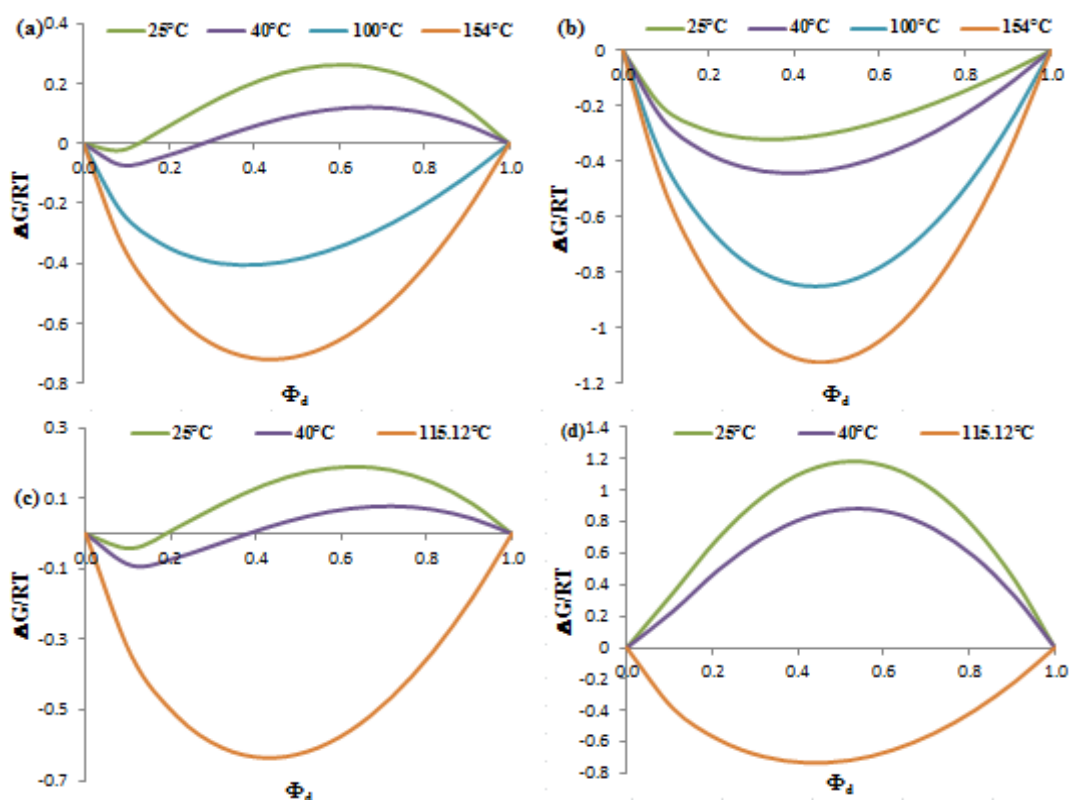 (a) 25°C 40°C 100°C 154°C
0.4
0.2
0
-0.2
-0.4
-0.6
-0.8
0.0 0.2 0.4 0.6 0.8 1.0
ΔG/RT
Φd
(b) 25°C 40°C 100°C 154°C
0
-0.2
-0.4
-0.6
-0.8
-1
-1.2
0.0 0.2 0.4 0.6 0.8 1.0
ΔG/RT
Φd
(c) 25°C 40°C 115.12°C
0.3
0.1
-0.1
-0.3
-0.5
-0.7
0.0 0.2 0.4 0.6 0.8 1.0
ΔG/RT
Φd
(d) 25°C 40°C 115.12°C
1.4
1.2
1
0.8
0.6
0.4
0.2
0
-0.2
-0.4
-0.6
-0.8
0.0 0.2 0.4 0.6 0.8 1.0
ΔG/RT
Φd